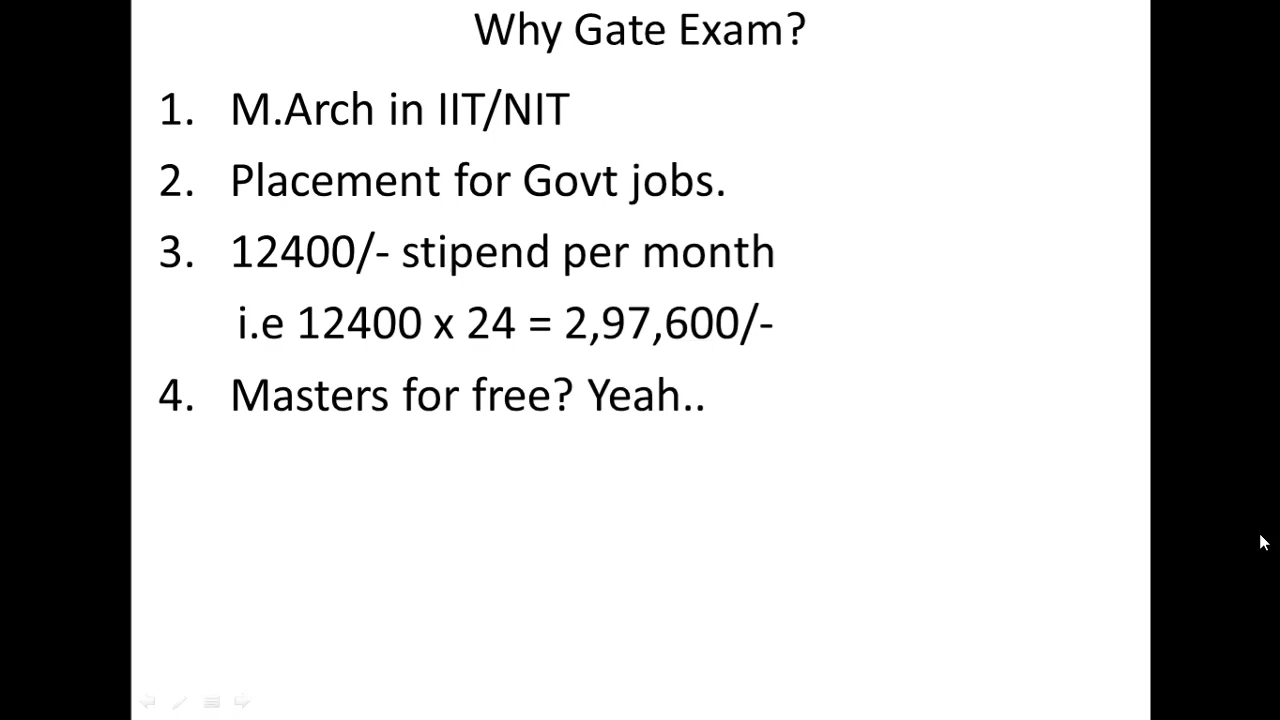 Why Gate Exam?
1. M.Arch in IIT/NIT
2. Placement for Govt jobs.
3. 12400/- stipend per month
i.e 12400 x 24 = 2,97,600/-
4. Masters for free? Yeah..